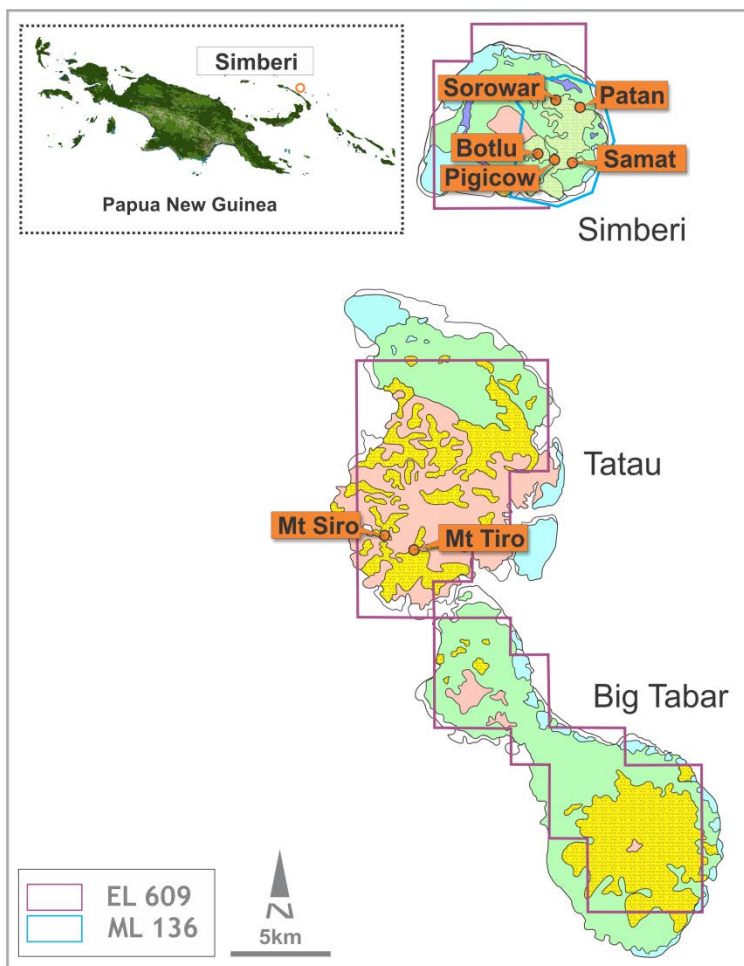 Simberi
Papua New Guinea
Sorowar
Patan
Botlu
Pigicow
Samat
Simberi
Tatau
Mt Siro
Mt Tiro
Big Tabar
EL 609
ML 136
N
5km